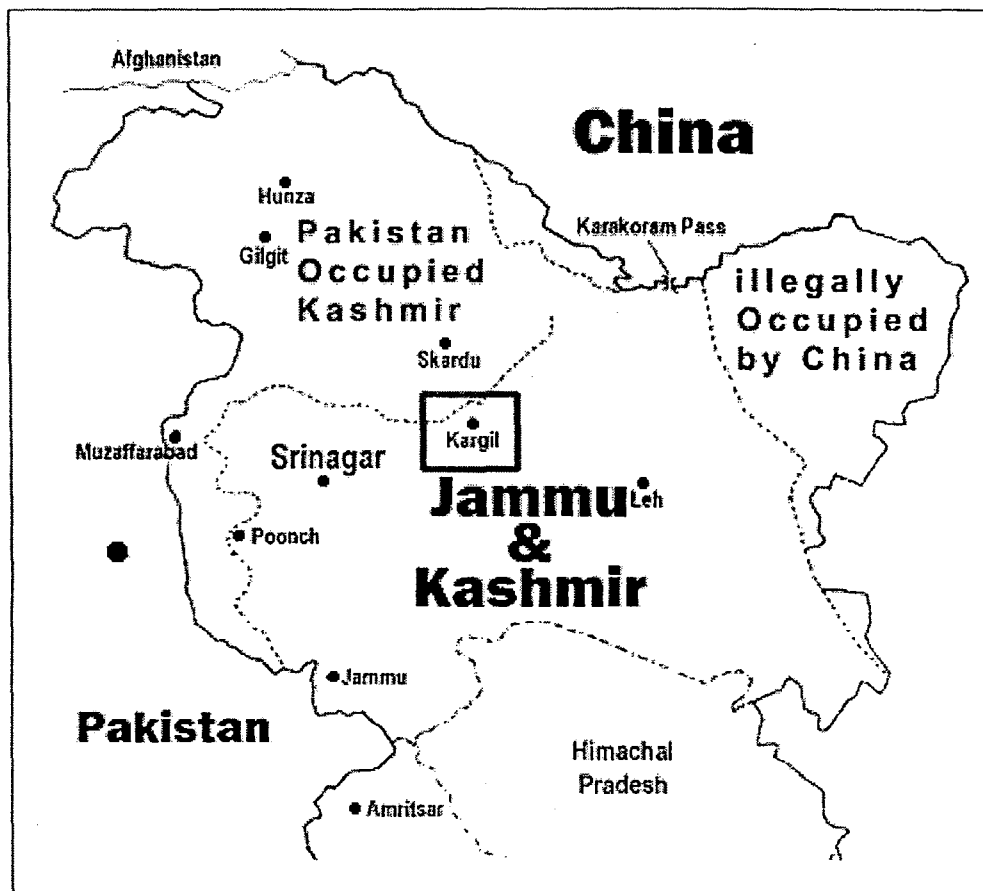 Afghanistan
China
Hunza
Karakoram Pass
Gilgit
Pakistan
Occupied
Kashmir
illegally
Occupied
by China
Skardu
Kargil
Muzaffarabad
Srinagar
Jammu
&
Kashmir
Leh
Poonch
Jammu
Pakistan
Himachal
Pradesh
Amritsar